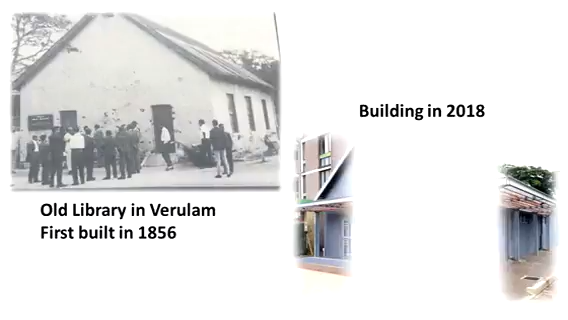 Building in 2018
Old Library in Verulam
First built in 1856